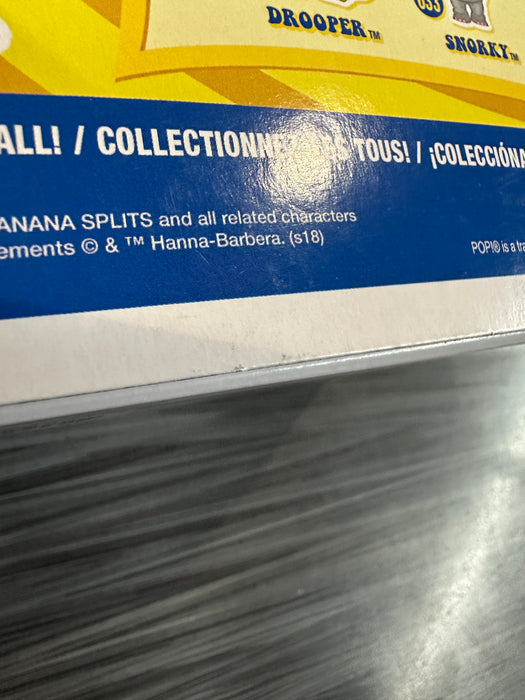 DROOPER™
033
SNORKY™
ALL! / COLLECTIONN TOUS! / ¡COLECCIÓNA
ANANA SPLITS and all related characters
ements © & ™ Hanna-Barbera. (s18)
POP!® is a tra